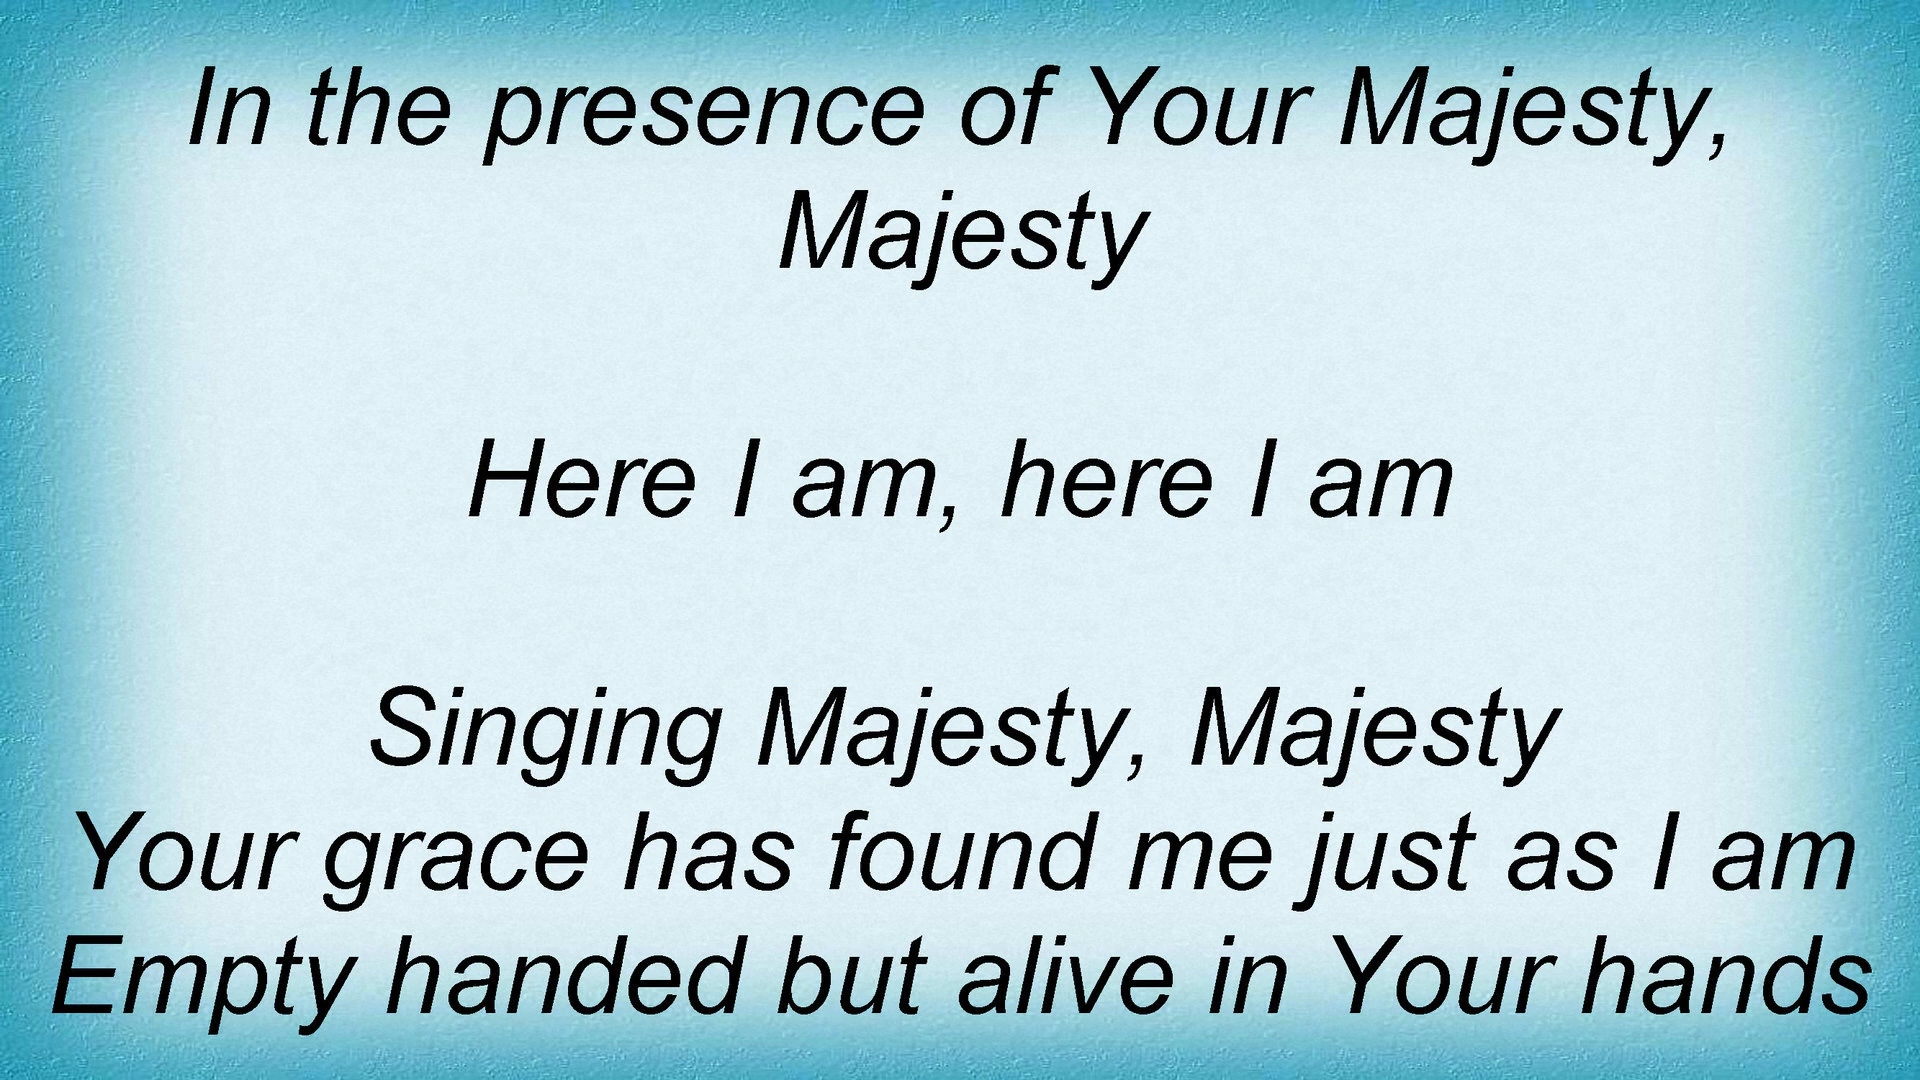 In the presence of Your Majesty,
Majesty
Here I am, here I am
Singing Majesty, Majesty
Your grace has found me just as I am
Empty handed but alive in Your hands